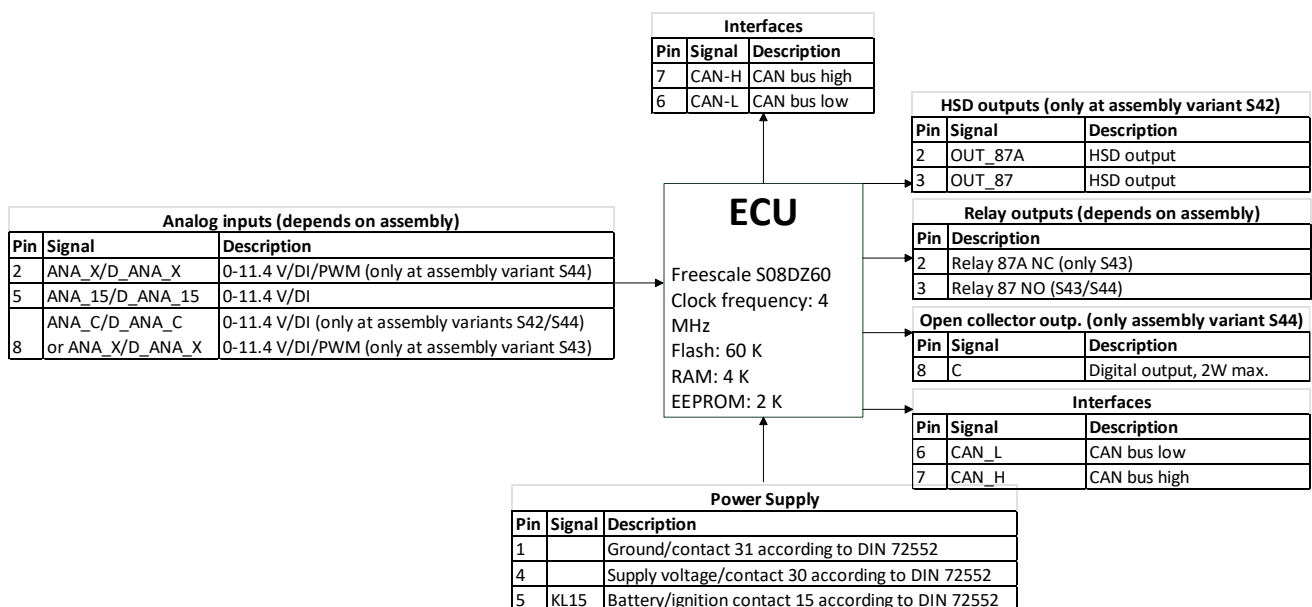 Interfaces
Pin Signal Description
7 CAN-H CAN bus high
6 CAN-L CAN bus low
HSD outputs (only at assembly variant S42)
Pin Signal Description
2 OUT_87A HSD output
3 OUT_87 HSD output
Analog inputs (depends on assembly)
Pin Signal Description
2 ANA_X/D_ANA_X 0-11.4 V/DI/PWM (only at assembly variant S44)
5 ANA_15/D_ANA_15 0-11.4 V/DI
ANA_C/D_ANA_C 0-11.4 V/DI (only at assembly variants S42/S44)
8 or ANA_X/D_ANA_X 0-11.4 V/DI/PWM (only at assembly variant S43)
ECU
Freescale S08DZ60
Clock frequency: 4
MHz
Flash: 60 K
RAM: 4 K
EEPROM: 2 K
Relay outputs (depends on assembly)
Pin Description
2 Relay 87A NC (only S43)
3 Relay 87 NO (S43/S44)
Open collector outp. (only assembly variant S44)
Pin Signal Description
8 C Digital output, 2W max.
Interfaces
Pin Signal Description
6 CAN_L CAN bus low
7 CAN_H CAN bus high
Power Supply
Pin Signal Description
1 Ground/contact 31 according to DIN 72552
4 Supply voltage/contact 30 according to DIN 72552
5 KL15 Battery/ignition contact 15 according to DIN 72552